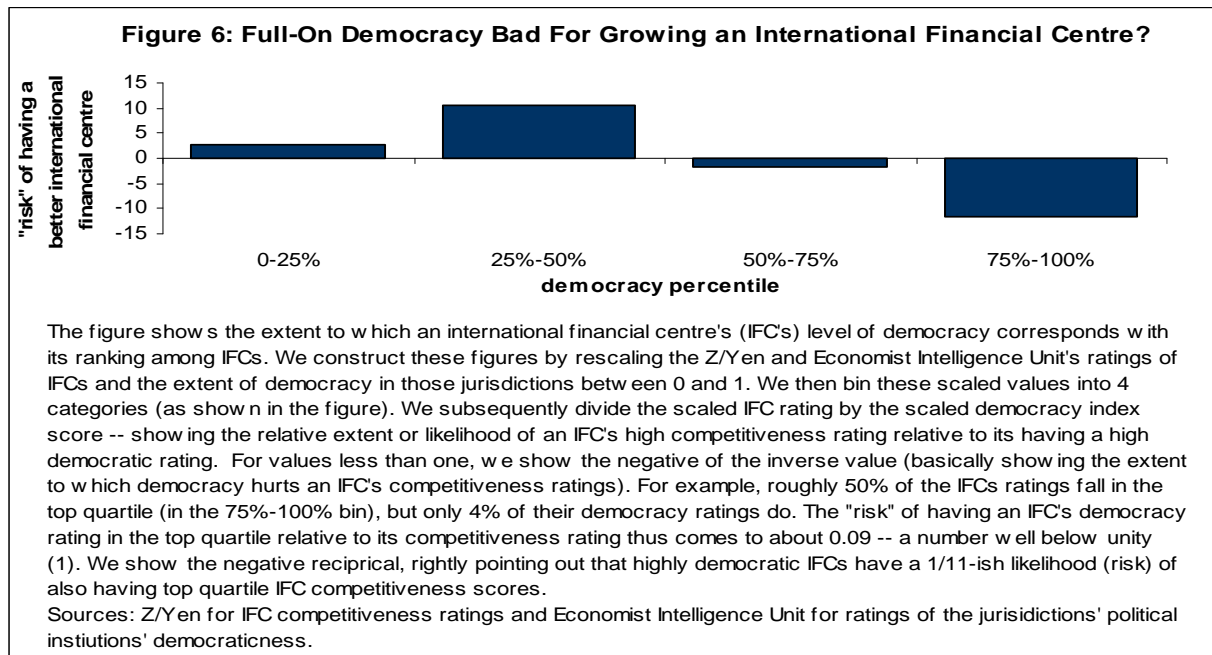 Figure 6: Full-On Democracy Bad For Growing an International Financial Centre?
"risk" of having a
better international
financial centre
15
10
5
0
-5
-10
-15
0-25%
25%-50%
50%-75%
75%-100%
democracy percentile
The figure shows the extent to which an international financial centre's (IFC's) level of democracy corresponds with
its ranking among IFCs. We construct these figures by rescaling the Z/Yen and Economist Intelligence Unit's ratings of
IFCs and the extent of democracy in those jurisdictions between 0 and 1. We then bin these scaled values into 4
categories (as shown in the figure). We subsequently divide the scaled IFC rating by the scaled democracy index
score -- showing the relative extent or likelihood of an IFC's high competitiveness rating relative to its having a high
democratic rating. For values less than one, we show the negative of the inverse value (basically showing the extent
to which democracy hurts an IFC's competitiveness ratings). For example, roughly 50% of the IFCs ratings fall in the
top quartile (in the 75%-100% bin), but only 4% of their democracy ratings do. The "risk" of having an IFC's democracy
rating in the top quartile relative to its competitiveness rating thus comes to about 0.09 -- a number well below unity
(1). We show the negative reciprical, rightly pointing out that highly democratic IFCs have a 1/11-ish likelihood (risk) of
also having top quartile IFC competitiveness scores.
Sources: Z/Yen for IFC competitiveness ratings and Economist Intelligence Unit for ratings of the jurisidictions' political
instiutions' democraticness.